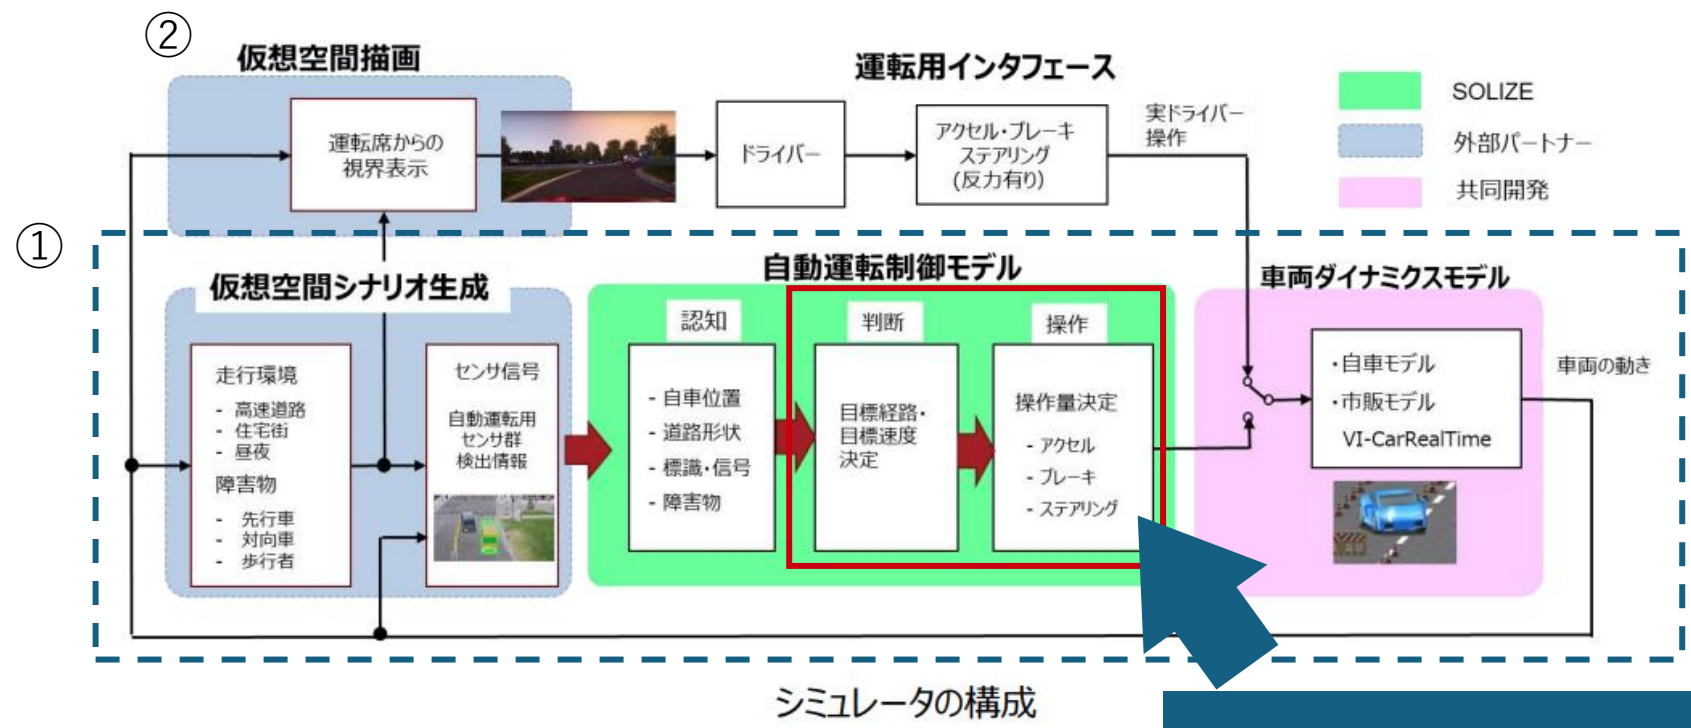 ②
仮想空間描画
運転席からの
視界表示
ドライバー
運転用インタフェース
アクセル・ブレーキ
ステアリング
(反力有り)
実ドライバー
操作
SOLIZE
外部パートナー
共同開発
①
仮想空間シナリオ生成
走行環境
- 高速道路
- 住宅街
- 昼夜
障害物
- 先行車
- 対向車
- 歩行者
センサ信号
自動運転用
センサ群
検出情報
自動運転制御モデル
認知
- 自車位置
- 道路形状
- 標識・信号
- 障害物
判断
目標経路・
目標速度
決定
操作
操作量決定
- アクセル
- ブレーキ
- ステアリング
車両ダイナミクスモデル
・自車モデル
・市販モデル
VI-CarRealTime
車両の動き
シミュレータの構成